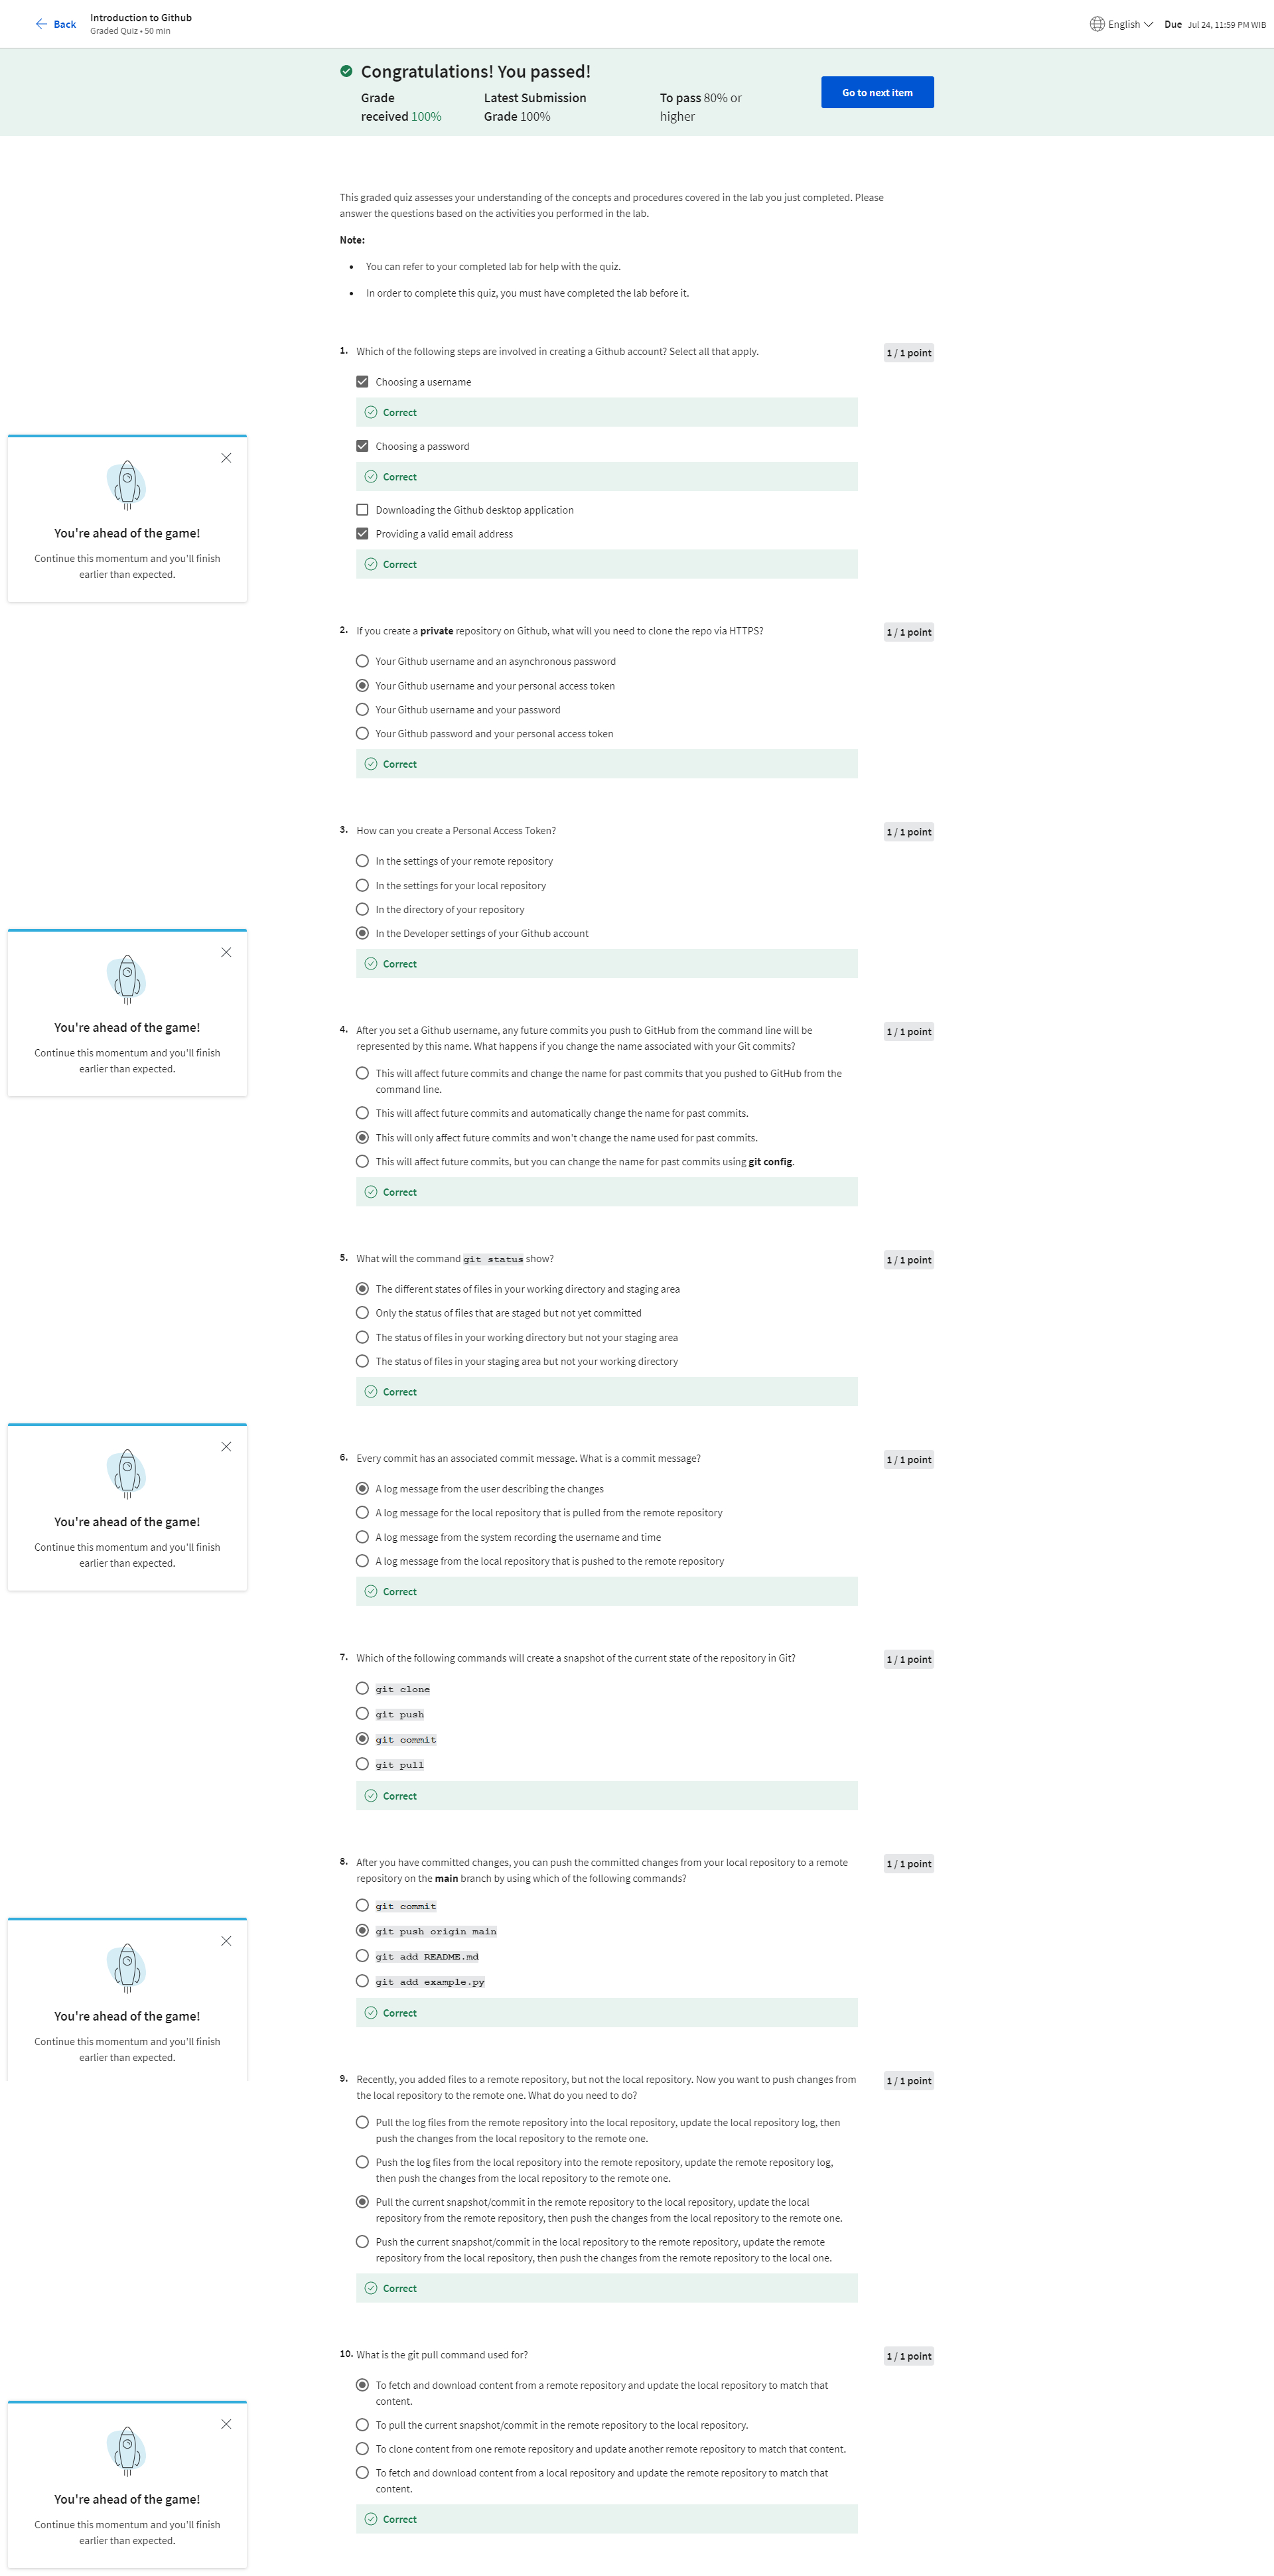 Back
Introduction to Github
Graded Quiz • 50 min
English
Due Jul 24, 11:59 PM WIB
Congratulations! You passed!
Grade
received 100%
Latest Submission
Grade 100%
To pass 80% or
higher
Go to next item
This graded quiz assesses your understanding of the concepts and procedures covered in the lab you just completed. Please
answer the questions based on the activities you performed in the lab.
Note:
• You can refer to your completed lab for help with the quiz.
• In order to complete this quiz, you must have completed the lab before it.
1. Which of the following steps are involved in creating a Github account? Select all that apply.
1 / 1 point
Choosing a username
Correct
Choosing a password
Correct
Downloading the Github desktop application
Providing a valid email address
Correct
You're ahead of the game!
Continue this momentum and you'll finish
earlier than expected.
2. If you create a private repository on Github, what will you need to clone the repo via HTTPS?
1 / 1 point
Your Github username and an asynchronous password
Your Github username and your personal access token
Your Github username and your password
Your Github password and your personal access token
Correct
3. How can you create a Personal Access Token?
1 / 1 point
In the settings of your remote repository
In the settings for your local repository
In the directory of your repository
In the Developer settings of your Github account
Correct
You're ahead of the game!
Continue this momentum and you'll finish
earlier than expected.
4. After you set a Github username, any future commits you push to GitHub from the command line will be
represented by this name. What happens if you change the name associated with your Git commits?
1 / 1 point
This will affect future commits and change the name for past commits that you pushed to GitHub from the
command line.
This will affect future commits and automatically change the name for past commits.
This will only affect future commits and won't change the name used for past commits.
This will affect future commits, but you can change the name for past commits using git config.
Correct
5. What will the command git status show?
1 / 1 point
The different states of files in your working directory and staging area
Only the status of files that are staged but not yet committed
The status of files in your working directory but not your staging area
The status of files in your staging area but not your working directory
Correct
6. Every commit has an associated commit message. What is a commit message?
1 / 1 point
A log message from the user describing the changes
A log message for the local repository that is pulled from the remote repository
A log message from the system recording the username and time
A log message from the local repository that is pushed to the remote repository
Correct
You're ahead of the game!
Continue this momentum and you'll finish
earlier than expected.
7. Which of the following commands will create a snapshot of the current state of the repository in Git?
1 / 1 point
git clone
git push
git commit
git pull
Correct
8. After you have committed changes, you can push the committed changes from your local repository to a remote
repository on the main branch by using which of the following commands?
1 / 1 point
git commit
git push origin main
git add README.md
git add example.py
Correct
You're ahead of the game!
Continue this momentum and you'll finish
earlier than expected.
9. Recently, you added files to a remote repository, but not the local repository. Now you want to push changes from
the local repository to the remote one. What do you need to do?
1 / 1 point
Pull the log files from the remote repository into the local repository, update the local repository log, then
push the changes from the local repository to the remote one.
Push the log files from the local repository into the remote repository, update the remote repository log,
then push the changes from the local repository to the remote one.
Pull the current snapshot/commit in the remote repository to the local repository, update the local
repository from the remote repository, then push the changes from the local repository to the remote one.
Push the current snapshot/commit in the local repository to the remote repository, update the remote
repository from the local repository, then push the changes from the remote repository to the local one.
Correct
10. What is the git pull command used for?
1 / 1 point
To fetch and download content from a remote repository and update the local repository to match that
content.
To pull the current snapshot/commit in the remote repository to the local repository.
To clone content from one remote repository and update another remote repository to match that content.
To fetch and download content from a local repository and update the remote repository to match that
content.
Correct
You're ahead of the game!
Continue this momentum and you'll finish
earlier than expected.